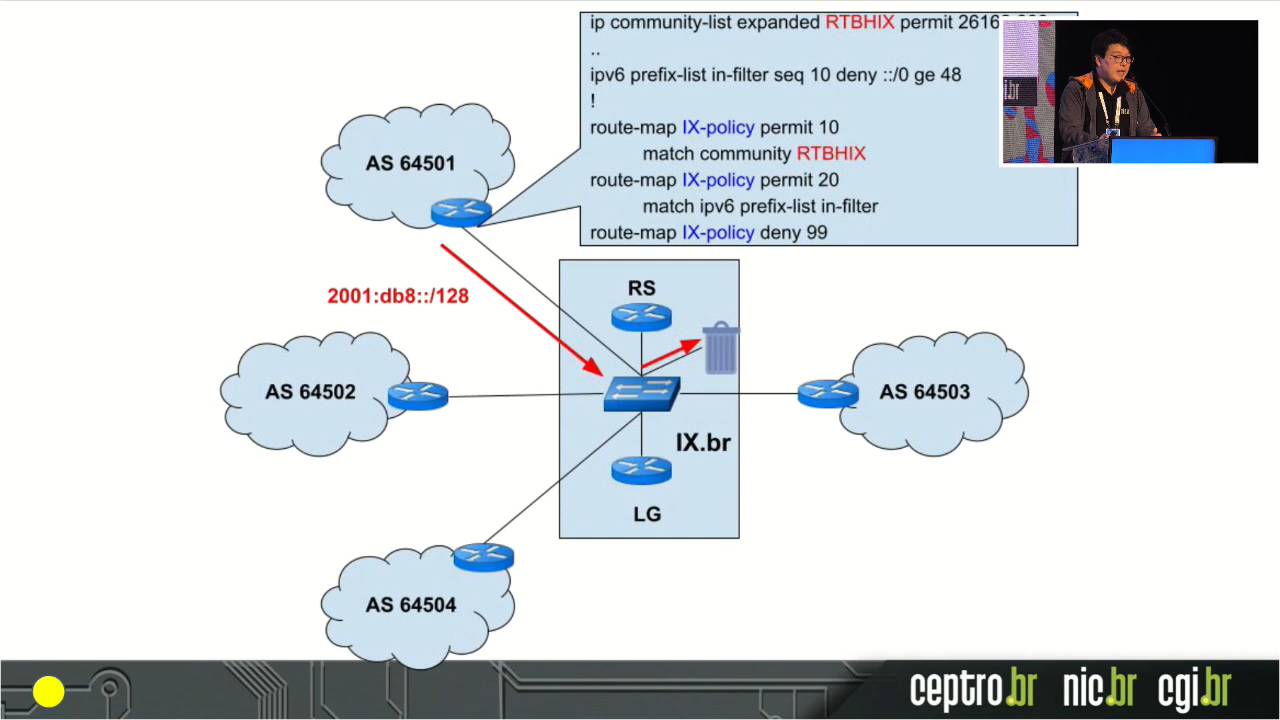 ip community-list expanded RTBHIX permit
..
ipv6 prefix-list in-filter seq 10 deny ::/0 ge 48
!
route-map IX-policy permit 10
match community RTBHIX
route-map IX-policy permit 20
match ipv6 prefix-list in-filter
route-map IX-policy deny 99
AS 64501
2001:db8::/128
RS
AS 64502
AS 64503
IX.br
LG
AS 64504
ceptro.br nic.br cgi.br